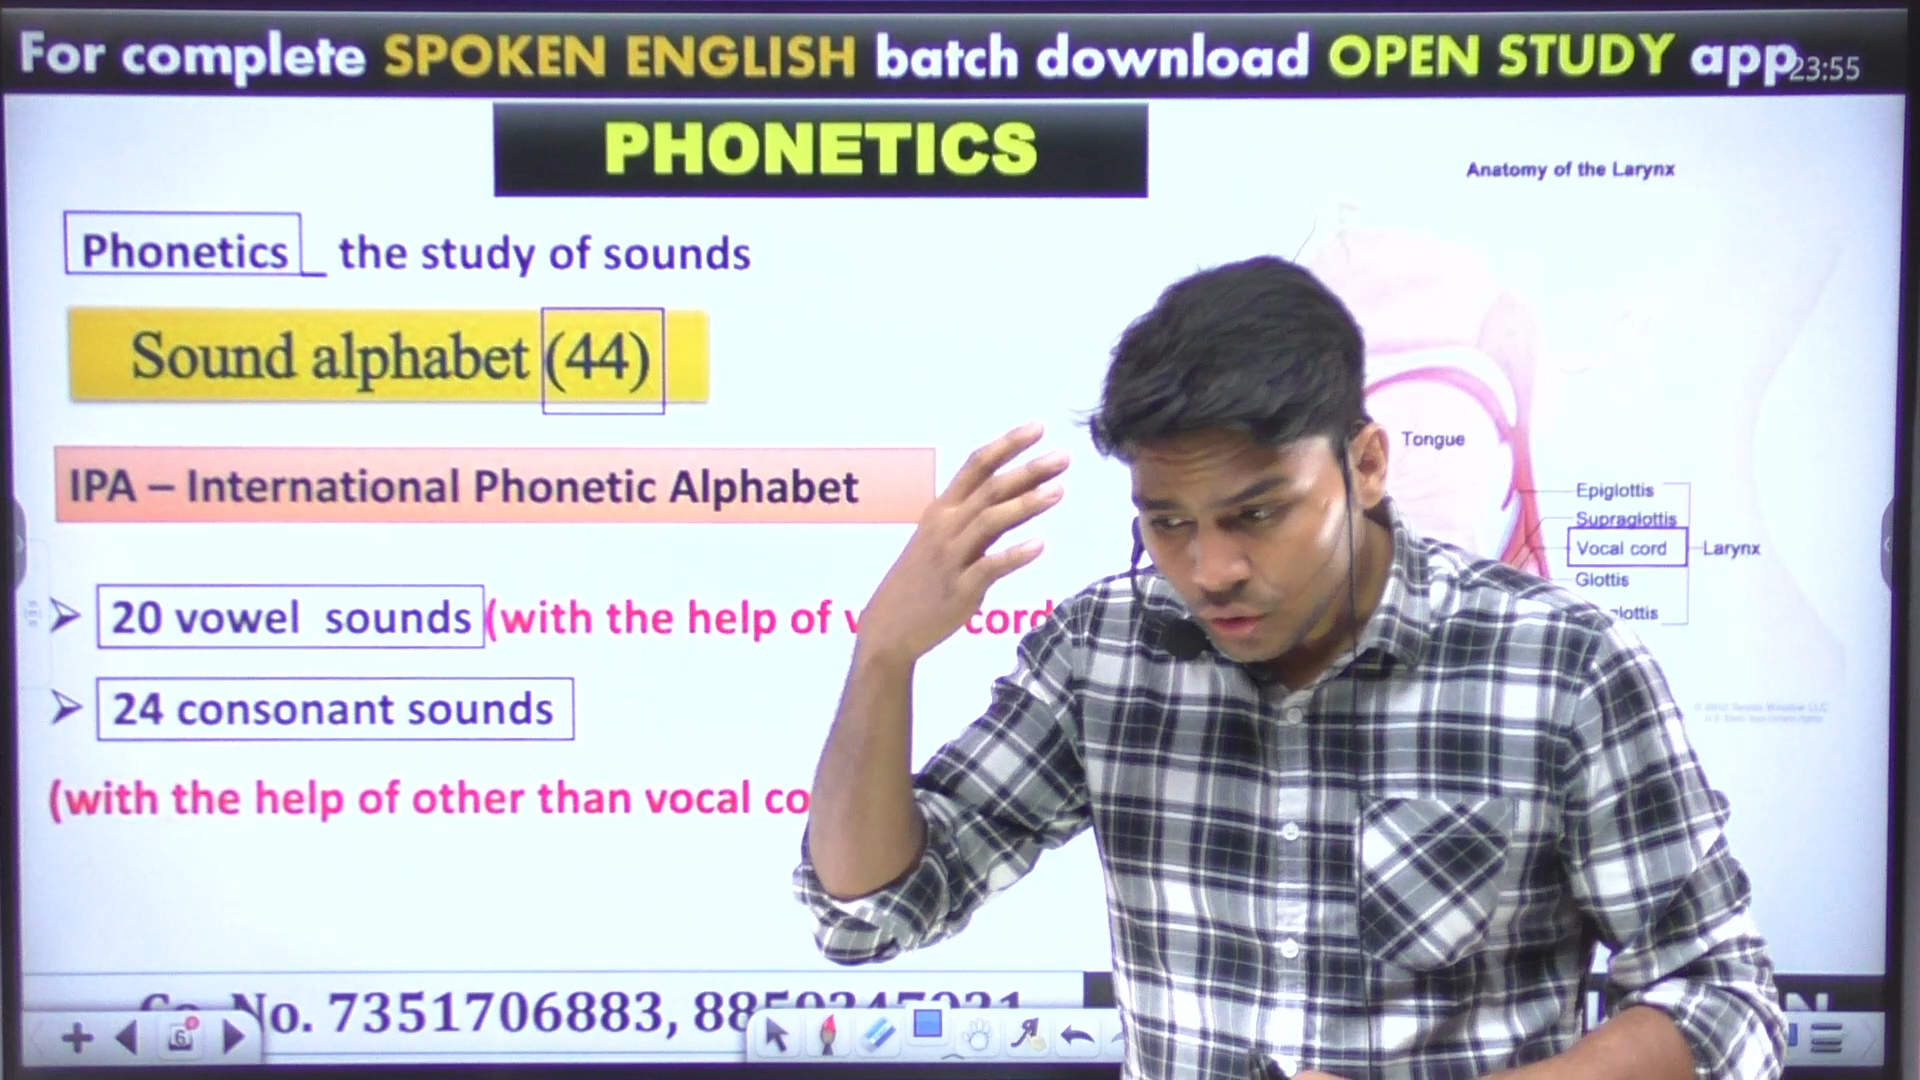 For complete SPOKEN ENGLISH batch download OPEN STUDY app
23:55
PHONETICS
Anatomy of the Larynx
Phonetics _ the study of sounds
Sound alphabet (44)
Tongue
IPA – International Phonetic Alphabet
Epiglottis
Supraglottis
Vocal cord
Larynx
Glottis
20 vowel sounds (with the help of
24 consonant sounds
(with the help of other than vocal
No. 7351706883,